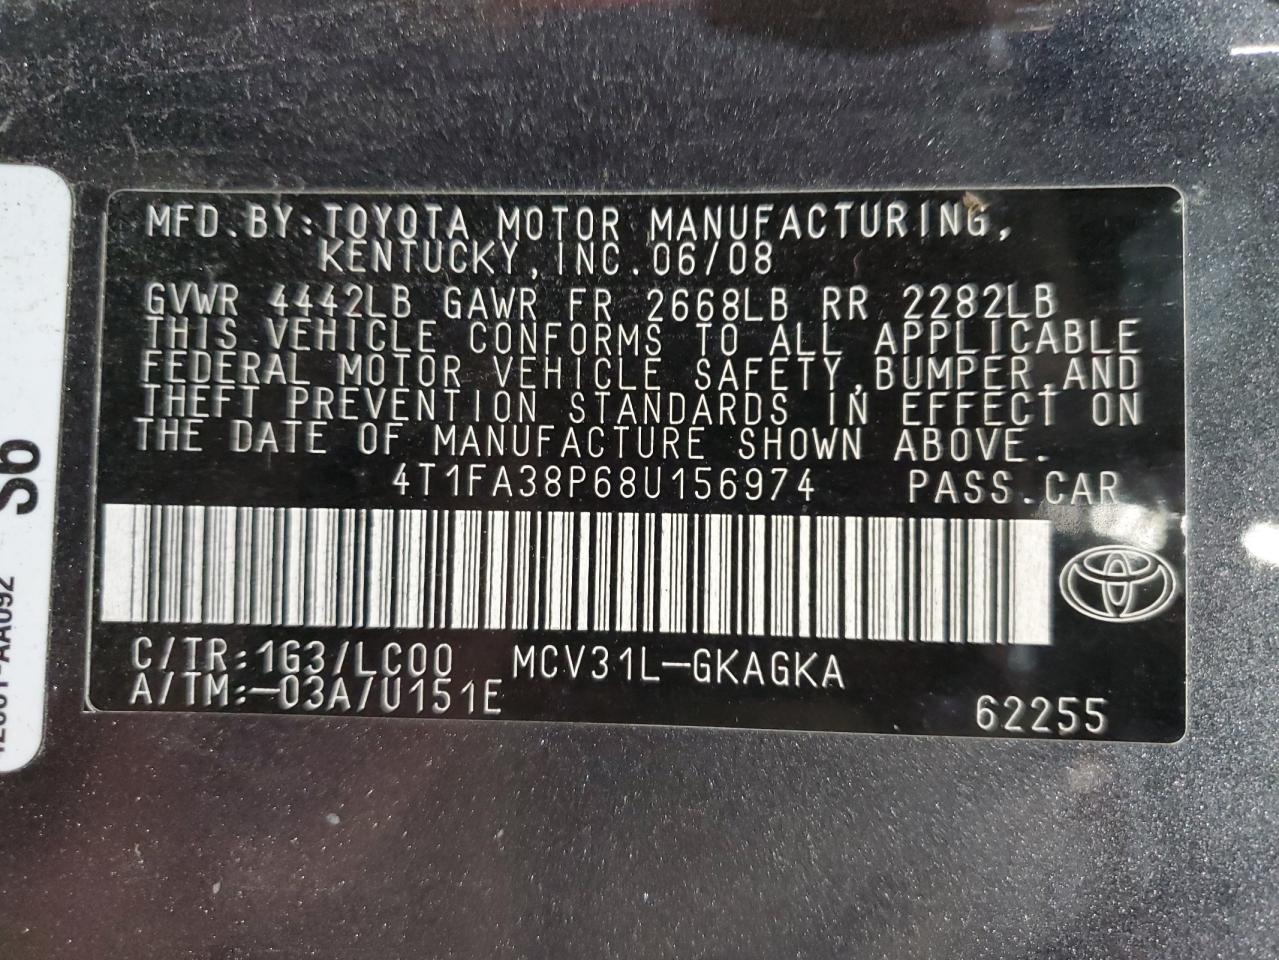 MFD.BY:TOYOTA MOTOR MANUFACTURING,
KENTUCKY,INC.06/08
GVWR 4442LB GAWR FR 2668LB RR 2282LB
THIS VEHICLE CONFORMS TO ALL APPLICABLE
FEDERAL MOTOR VEHICLE SAFETY,BUMPER,AND
THEFT PREVENTION STANDARDS IN EFFECT ON
THE DATE OF MANUFACTURE SHOWN ABOVE.
4T1FA38P68U156974 PASS.CAR
C/TR:1G3/LC00 MCV31L-GKAGKA
A/TM:-03A/U151E
62255